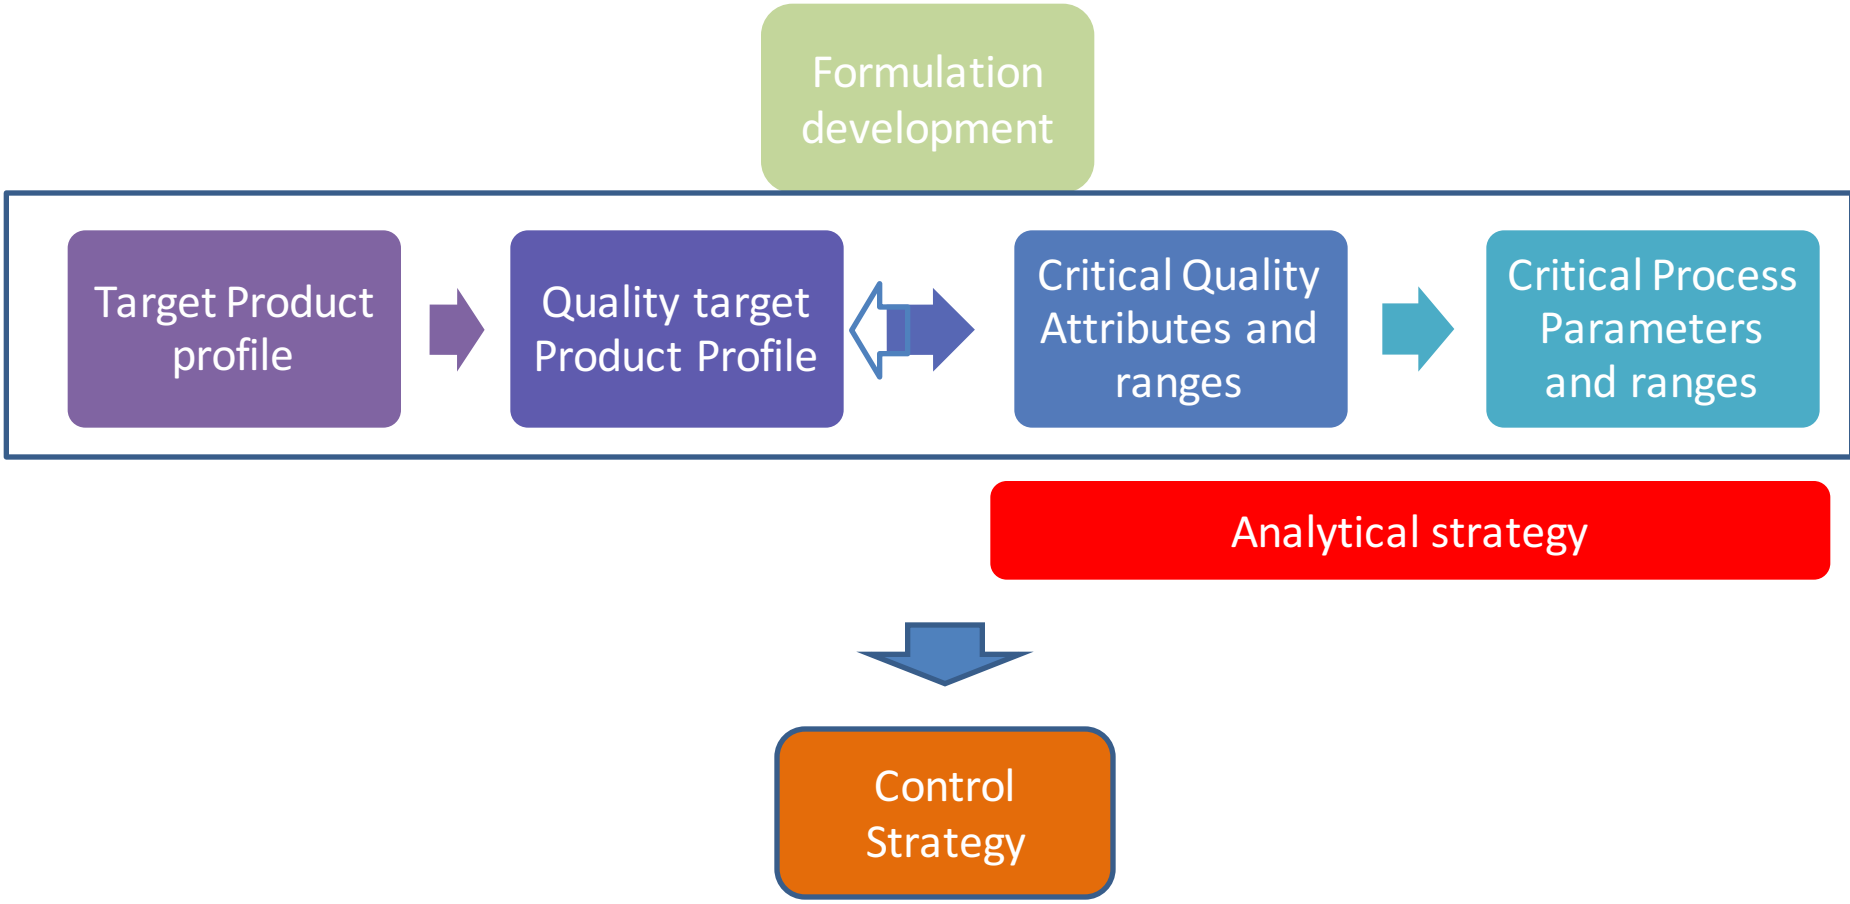 Formulation
development
Target Product
profile
Quality target
Product Profile
Critical Quality
Attributes and
ranges
Critical Process
Parameters
and ranges
Analytical strategy
Control
Strategy